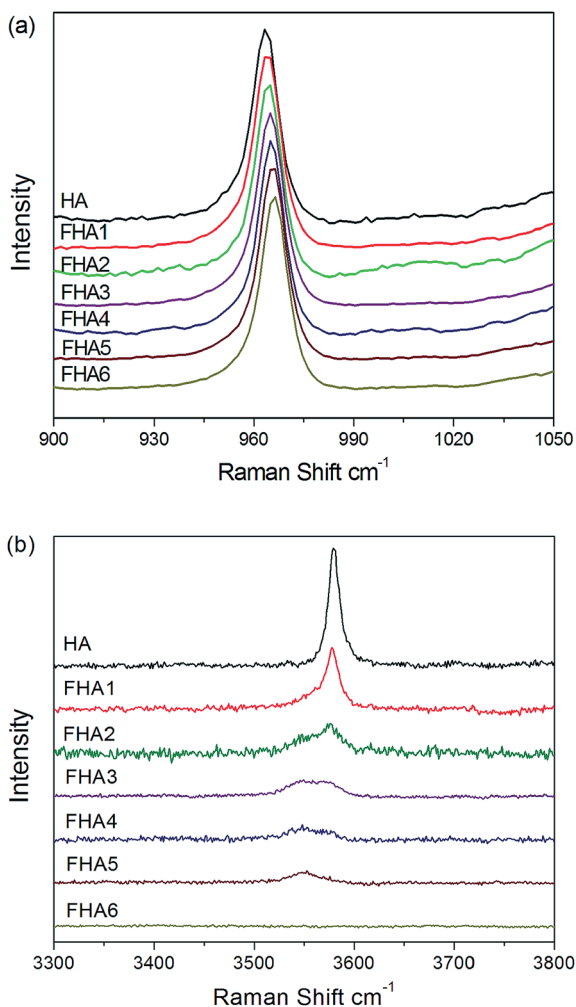 (a)
Intensity
HA
FHA1
FHA2
FHA3
FHA4
FHA5
FHA6
900 930 960 990 1020 1050
Raman Shift cm⁻¹
(b)
Intensity
HA
FHA1
FHA2
FHA3
FHA4
FHA5
FHA6
3300 3400 3500 3600 3700 3800
Raman Shift cm⁻¹